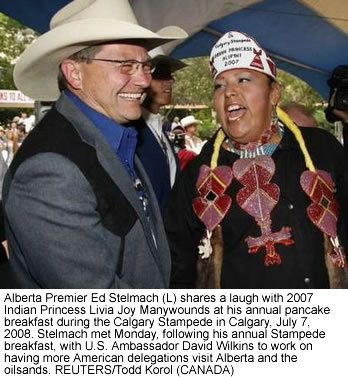 TO ALL
Calgary Stampede
PRINCESS
ALUMNI
2007
Alberta Premier Ed Stelmach (L) shares a laugh with 2007
Indian Princess Livia Joy Manywounds at his annual pancake
breakfast during the Calgary Stampede in Calgary, July 7,
2008. Stelmach met Monday, following his annual Stampede
breakfast, with U.S. Ambassador David Wilkins to work on
having more American delegations visit Alberta and the
oilsands. REUTERS/Todd Korol (CANADA)